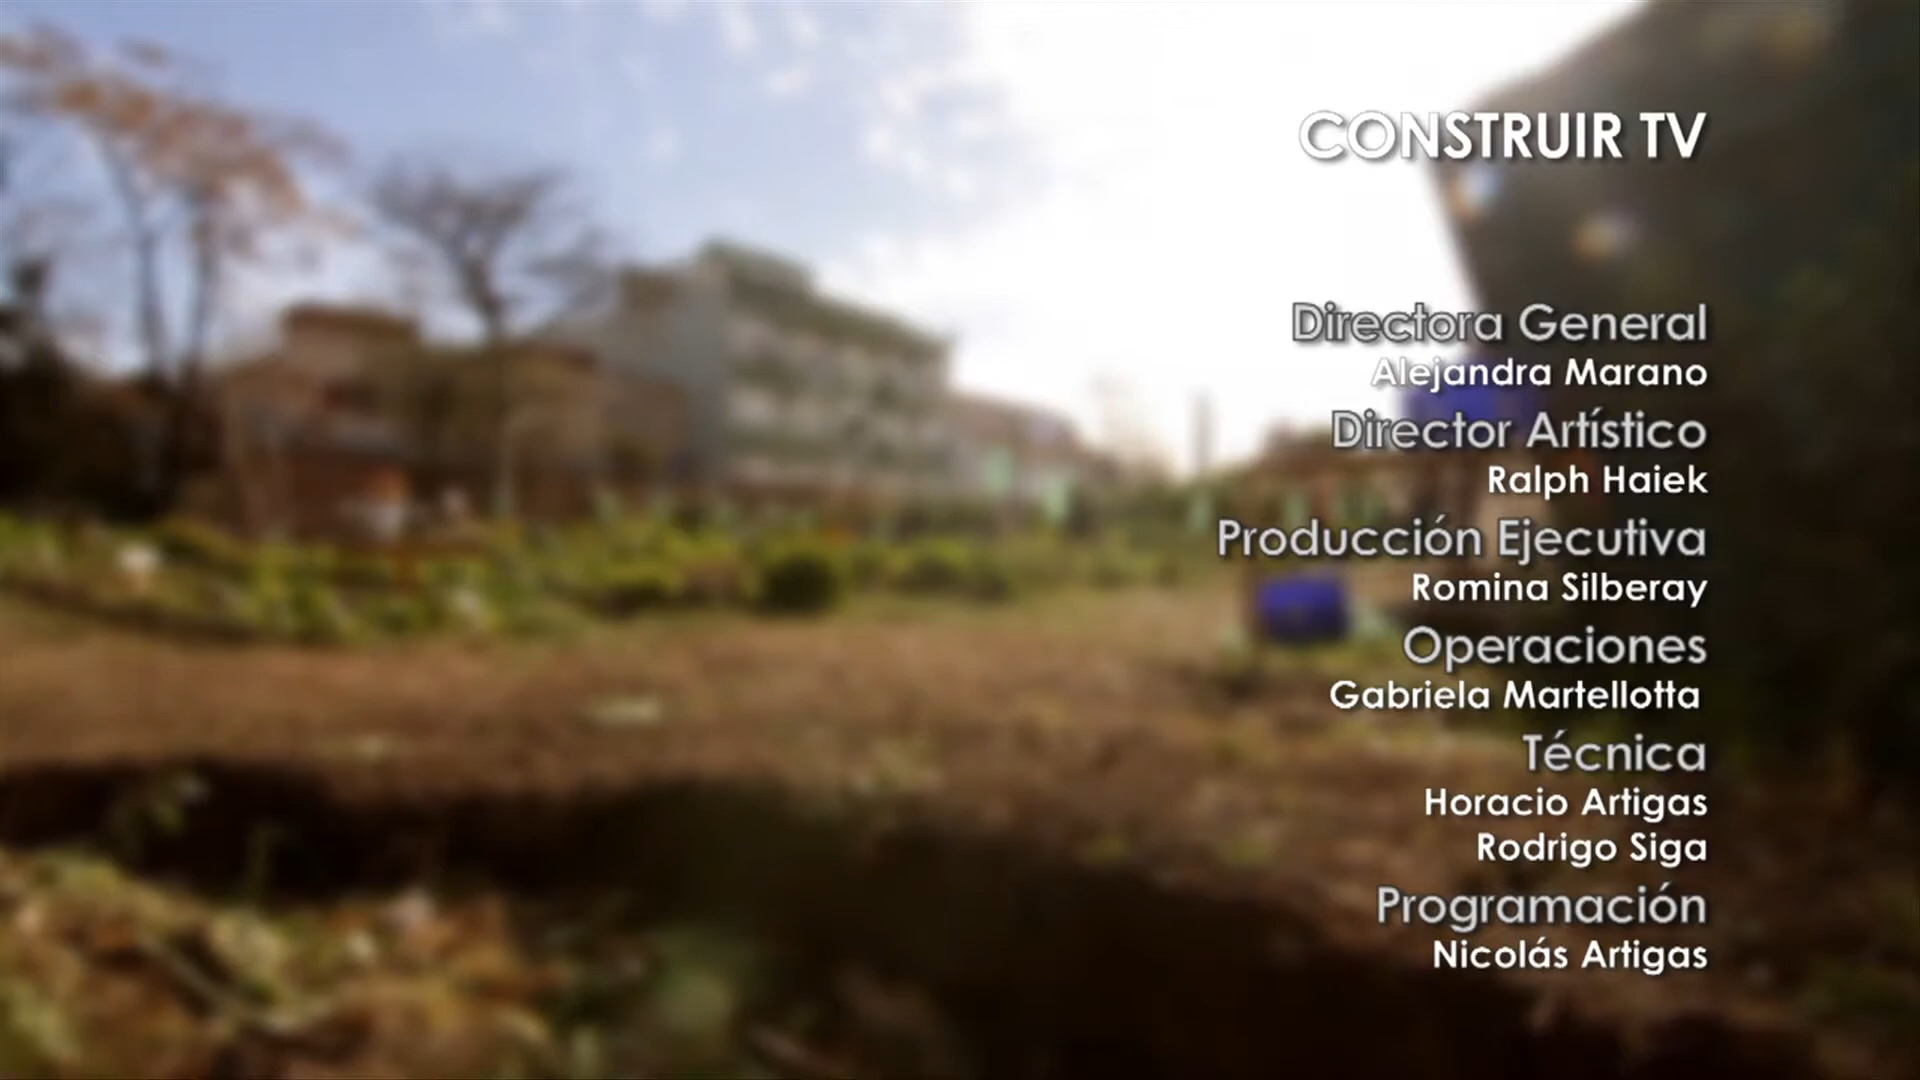 CONSTRUIR TV
Directora General
Alejandra Marano
Director Artístico
Ralph Haiek
Producción Ejecutiva
Romina Silberay
Operaciones
Gabriela Martellotta
Técnica
Horacio Artigas
Rodrigo Siga
Programación
Nicolás Artigas